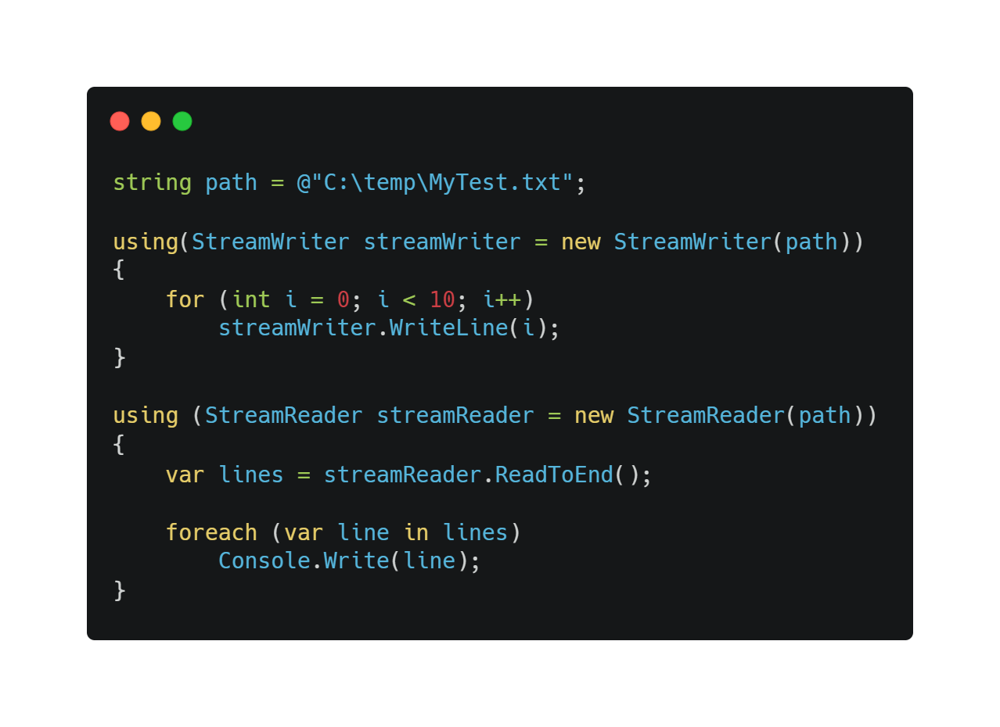 string path = @"C:\temp\MyTest.txt";

using(StreamWriter streamWriter = new StreamWriter(path))
{
    for (int i = 0; i < 10; i++)
        streamWriter.WriteLine(i);
}

using (StreamReader streamReader = new StreamReader(path))
{
    var lines = streamReader.ReadToEnd();

    foreach (var line in lines)
        Console.Write(line);
}